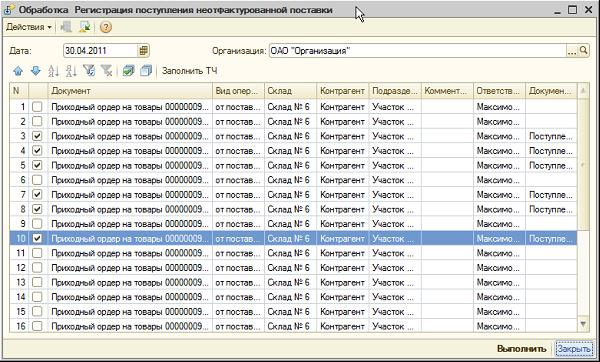 Обработка Регистрация поступления неотфактурованной поставки
Действия
Дата: 30.04.2011 Организация: ОАО "Организация" ...
Заполнить ТЧ
N Документ Вид опер... Склад Контрагент Подразде... Коммент... Ответств... Докумен...
1 Приходный ордер на товары 00000009... от постав... Склад № 6 Контрагент Участок ... Максимо...
2 Приходный ордер на товары 00000009... от постав... Склад № 6 Контрагент Участок ... Максимо...
3 Приходный ордер на товары 00000009... от постав... Склад № 6 Контрагент Участок ... Максимо... Поступле...
4 Приходный ордер на товары 00000009... от постав... Склад № 6 Контрагент Участок ... Максимо... Поступле...
5 Приходный ордер на товары 00000009... от постав... Склад № 6 Контрагент Участок ... Максимо... Поступле...
6 Приходный ордер на товары 00000009... от постав... Склад № 6 Контрагент Участок ... Максимо...
7 Приходный ордер на товары 00000009... от постав... Склад № 6 Контрагент Участок ... Максимо... Поступле...
8 Приходный ордер на товары 00000009... от постав... Склад № 6 Контрагент Участок ... Максимо... Поступле...
9 Приходный ордер на товары 00000009... от постав... Склад № 6 Контрагент Участок ... Максимо...
10 Приходный ордер на товары 00000009... от постав... Склад № 6 Контрагент Участок ... Максимо... Поступле...
11 Приходный ордер на товары 00000009... от постав... Склад № 6 Контрагент Участок ... Максимо...
12 Приходный ордер на товары 00000009... от постав... Склад № 6 Контрагент Участок ... Максимо...
13 Приходный ордер на товары 00000009... от постав... Склад № 6 Контрагент Участок ... Максимо...
14 Приходный ордер на товары 00000009... от постав... Склад № 6 Контрагент Участок ... Максимо...
15 Приходный ордер на товары 00000009... от постав... Склад № 6 Контрагент Участок ... Максимо...
16 Приходный ордер на товары 00000009... от постав... Склад № 6 Контрагент Участок ... Максимо...
Выполнить Закрыть